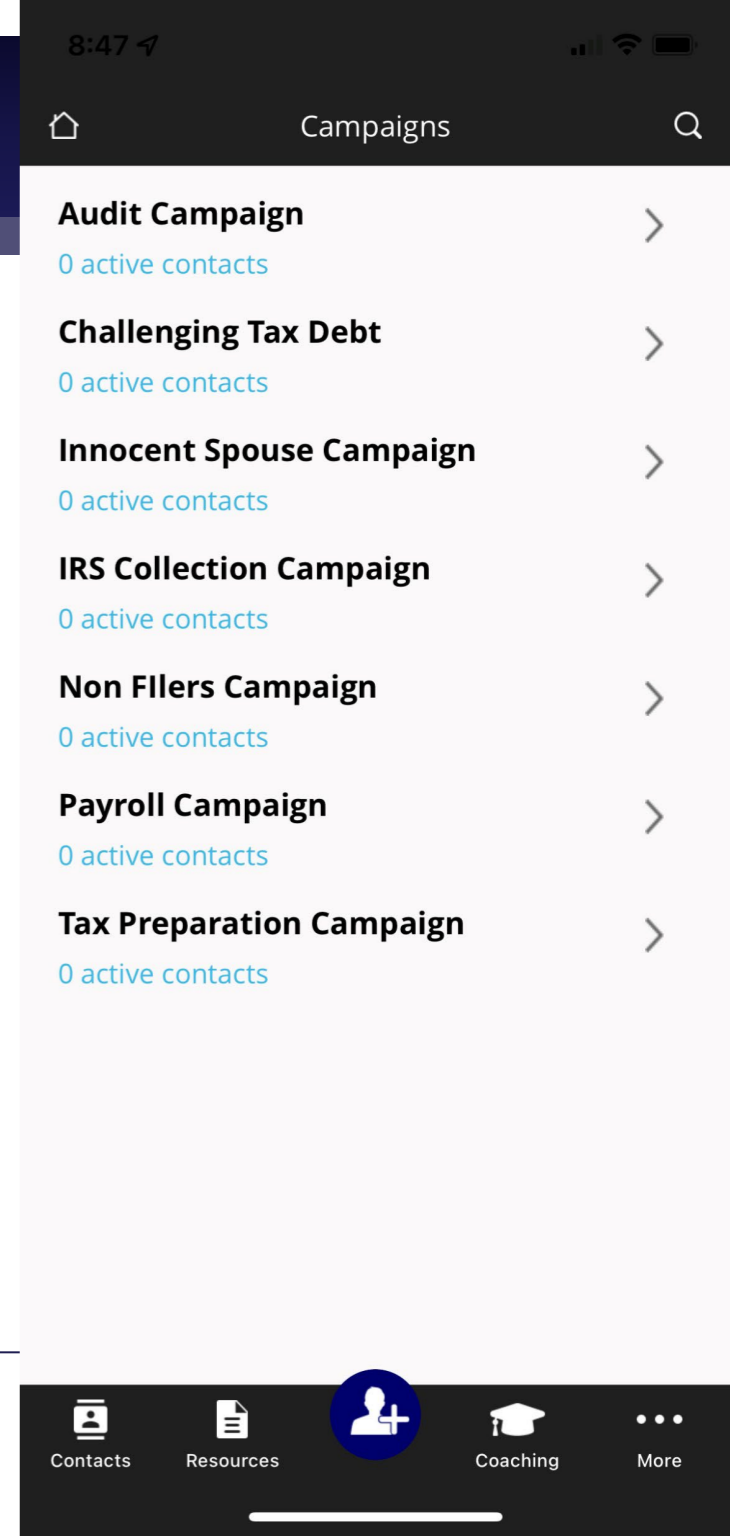 8:47
Campaigns
Audit Campaign
0 active contacts
Challenging Tax Debt
0 active contacts
Innocent Spouse Campaign
0 active contacts
IRS Collection Campaign
0 active contacts
Non FIlers Campaign
0 active contacts
Payroll Campaign
0 active contacts
Tax Preparation Campaign
0 active contacts
Contacts Resources Coaching More